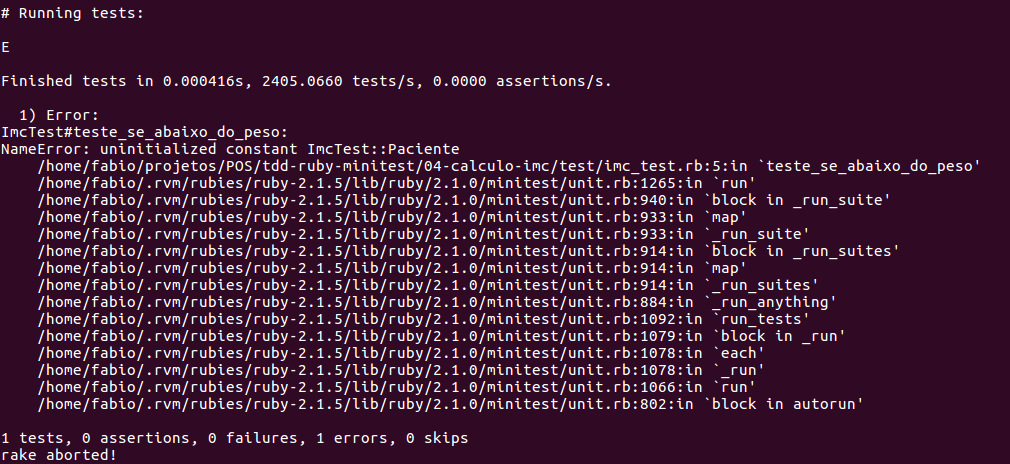 # Running tests:
E
Finished tests in 0.000416s, 2405.0660 tests/s, 0.0000 assertions/s.
1) Error:
ImcTest#teste_se_abaixo_do_peso:
NameError: uninitialized constant ImcTest::Paciente
/home/fabio/projetos/POS/tdd-ruby-minitest/04-calculo-imc/test/imc_test.rb:5:in `teste_se_abaixo_do_peso'
/home/fabio/.rvm/rubies/ruby-2.1.5/lib/ruby/2.1.0/minitest/unit.rb:1265:in `run'
/home/fabio/.rvm/rubies/ruby-2.1.5/lib/ruby/2.1.0/minitest/unit.rb:940:in `block in _run_suite'
/home/fabio/.rvm/rubies/ruby-2.1.5/lib/ruby/2.1.0/minitest/unit.rb:933:in `map'
/home/fabio/.rvm/rubies/ruby-2.1.5/lib/ruby/2.1.0/minitest/unit.rb:933:in `_run_suite'
/home/fabio/.rvm/rubies/ruby-2.1.5/lib/ruby/2.1.0/minitest/unit.rb:914:in `block in _run_suites'
/home/fabio/.rvm/rubies/ruby-2.1.5/lib/ruby/2.1.0/minitest/unit.rb:914:in `map'
/home/fabio/.rvm/rubies/ruby-2.1.5/lib/ruby/2.1.0/minitest/unit.rb:914:in `_run_suites'
/home/fabio/.rvm/rubies/ruby-2.1.5/lib/ruby/2.1.0/minitest/unit.rb:884:in `_run_anything'
/home/fabio/.rvm/rubies/ruby-2.1.5/lib/ruby/2.1.0/minitest/unit.rb:1092:in `run_tests'
/home/fabio/.rvm/rubies/ruby-2.1.5/lib/ruby/2.1.0/minitest/unit.rb:1079:in `block in _run'
/home/fabio/.rvm/rubies/ruby-2.1.5/lib/ruby/2.1.0/minitest/unit.rb:1078:in `each'
/home/fabio/.rvm/rubies/ruby-2.1.5/lib/ruby/2.1.0/minitest/unit.rb:1078:in `_run'
/home/fabio/.rvm/rubies/ruby-2.1.5/lib/ruby/2.1.0/minitest/unit.rb:1066:in `run'
/home/fabio/.rvm/rubies/ruby-2.1.5/lib/ruby/2.1.0/minitest/unit.rb:802:in `block in autorun'
1 tests, 0 assertions, 0 failures, 1 errors, 0 skips
rake aborted!